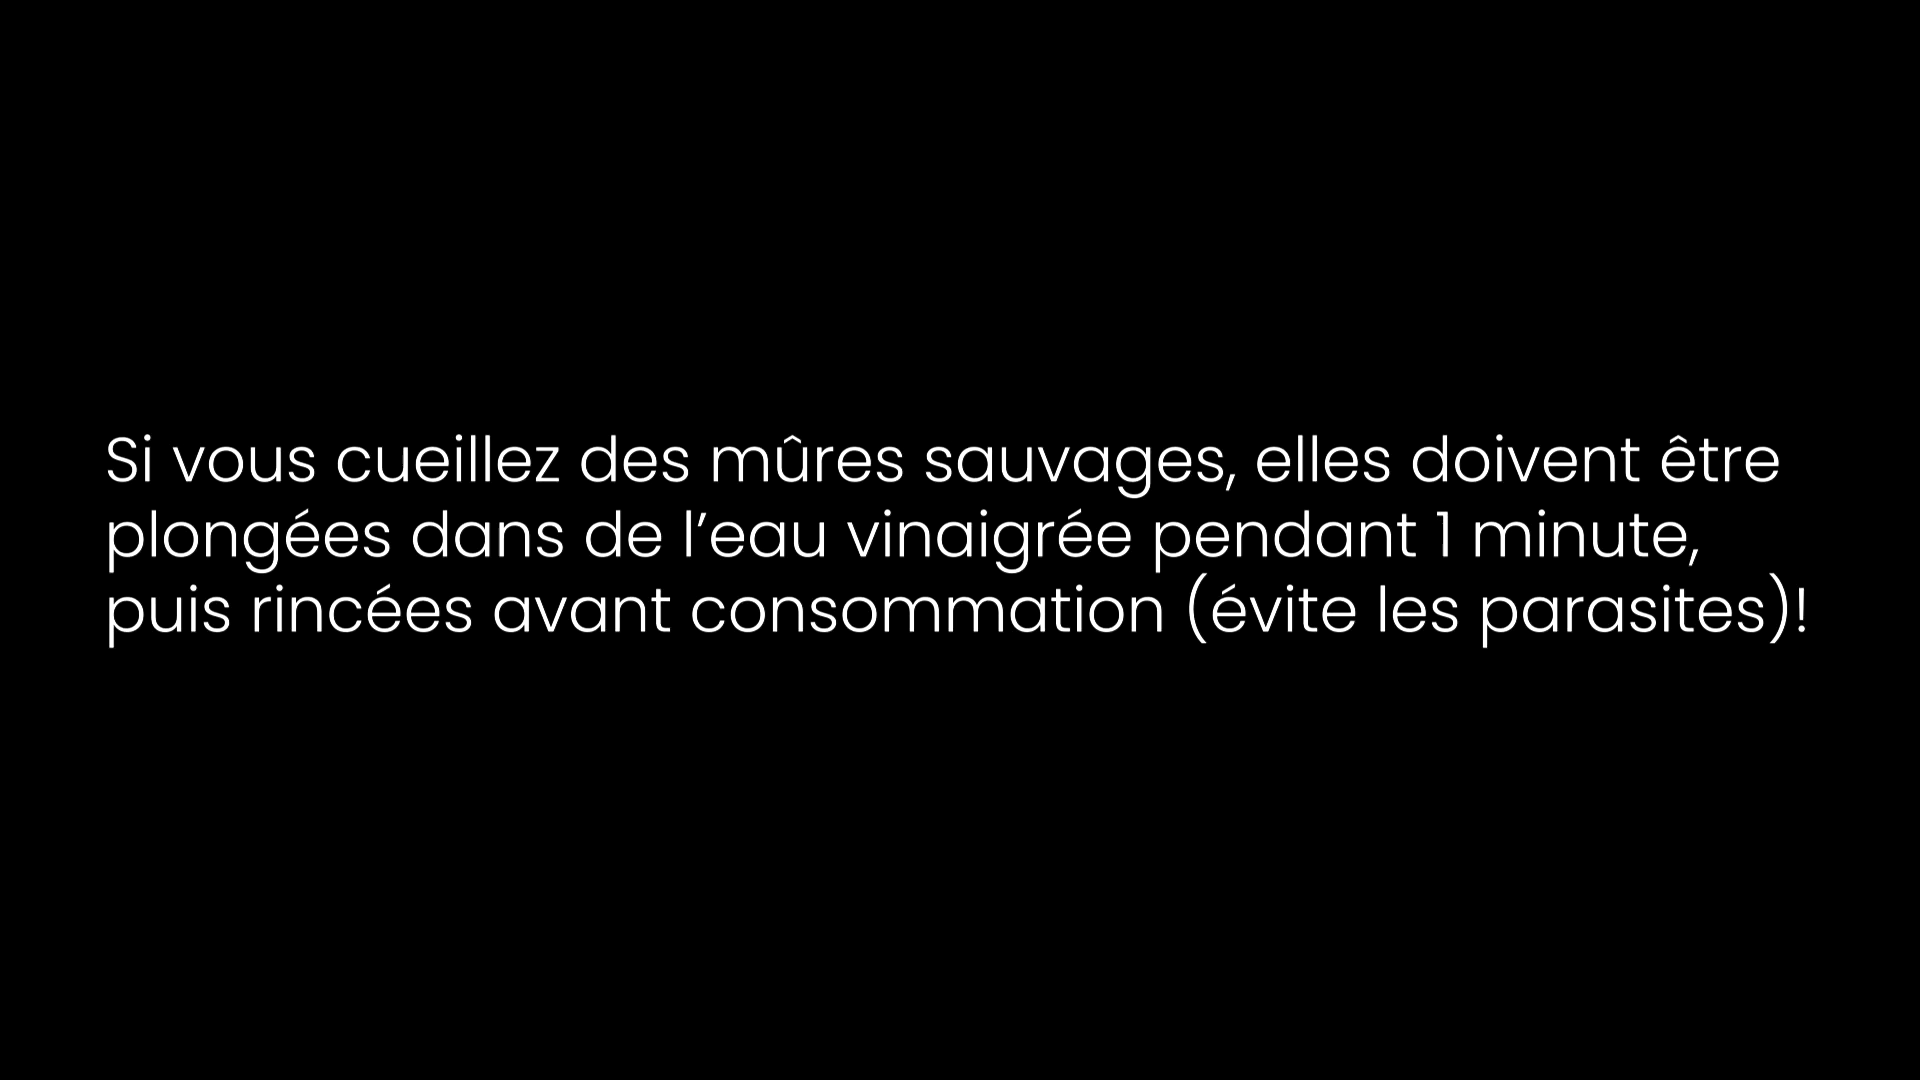 Si vous cueillez des mûres sauvages, elles doivent être
plongées dans de l’eau vinaigrée pendant 1 minute,
puis rincées avant consommation (évite les parasites)!